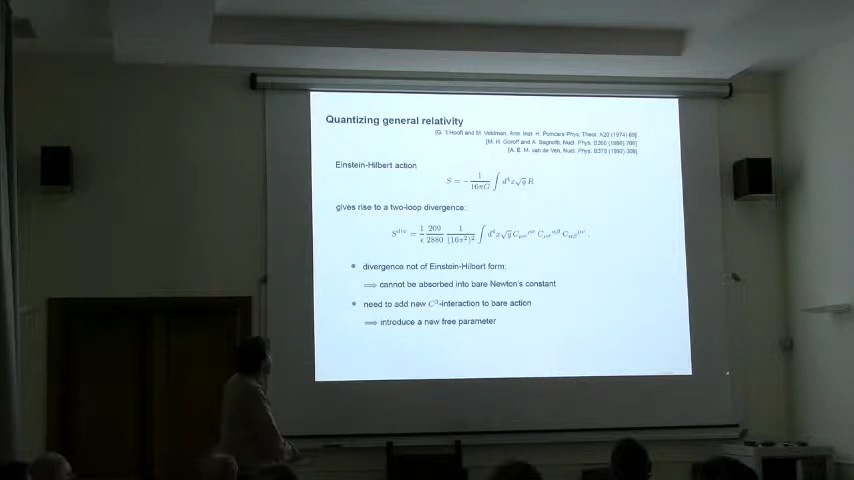 Quantizing general relativity
[G. 't Hooft and M. Veltman, Ann. Inst. H. Poincare Phys. Theor. A20 (1974) 69]
[M. H. Goroff and A. Sagnotti, Nucl. Phys. B266 (1986) 709]
[A. E. M. van de Ven, Nucl. Phys. B378 (1992) 309]
Einstein-Hilbert action
S = − 1/16πG ∫ d⁴x √g R
gives rise to a two-loop divergence:
S^div = 1/ε 209/2880 1/(16π²)² ∫ d⁴x √g C_μν^ρσ C_ρσ^αβ C_αβ^μν .
• divergence not of Einstein-Hilbert form:
⟹ cannot be absorbed into bare Newton's constant
• need to add new C³-interaction to bare action
⟹ introduce a new free parameter